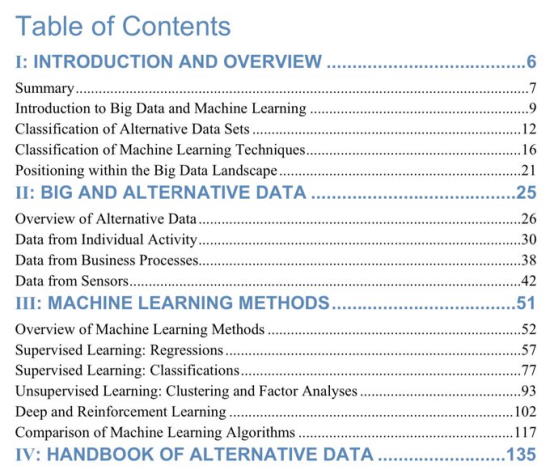 Table of Contents
I: INTRODUCTION AND OVERVIEW ......................................6
Summary..............................................................................................................7
Introduction to Big Data and Machine Learning ........................................................9
Classification of Alternative Data Sets ......................................................................12
Classification of Machine Learning Techniques.........................................................16
Positioning within the Big Data Landscape................................................................21
II: BIG AND ALTERNATIVE DATA .......................................25
Overview of Alternative Data.....................................................................................26
Data from Individual Activity.....................................................................................30
Data from Business Processes....................................................................................38
Data from Sensors......................................................................................................42
III: MACHINE LEARNING METHODS...................................51
Overview of Machine Learning Methods ...................................................................52
Supervised Learning: Regressions..............................................................................57
Supervised Learning: Classifications..........................................................................77
Unsupervised Learning: Clustering and Factor Analyses ...........................................93
Deep and Reinforcement Learning ...........................................................................102
Comparison of Machine Learning Algorithms ..........................................................117
IV: HANDBOOK OF ALTERNATIVE DATA ........................135